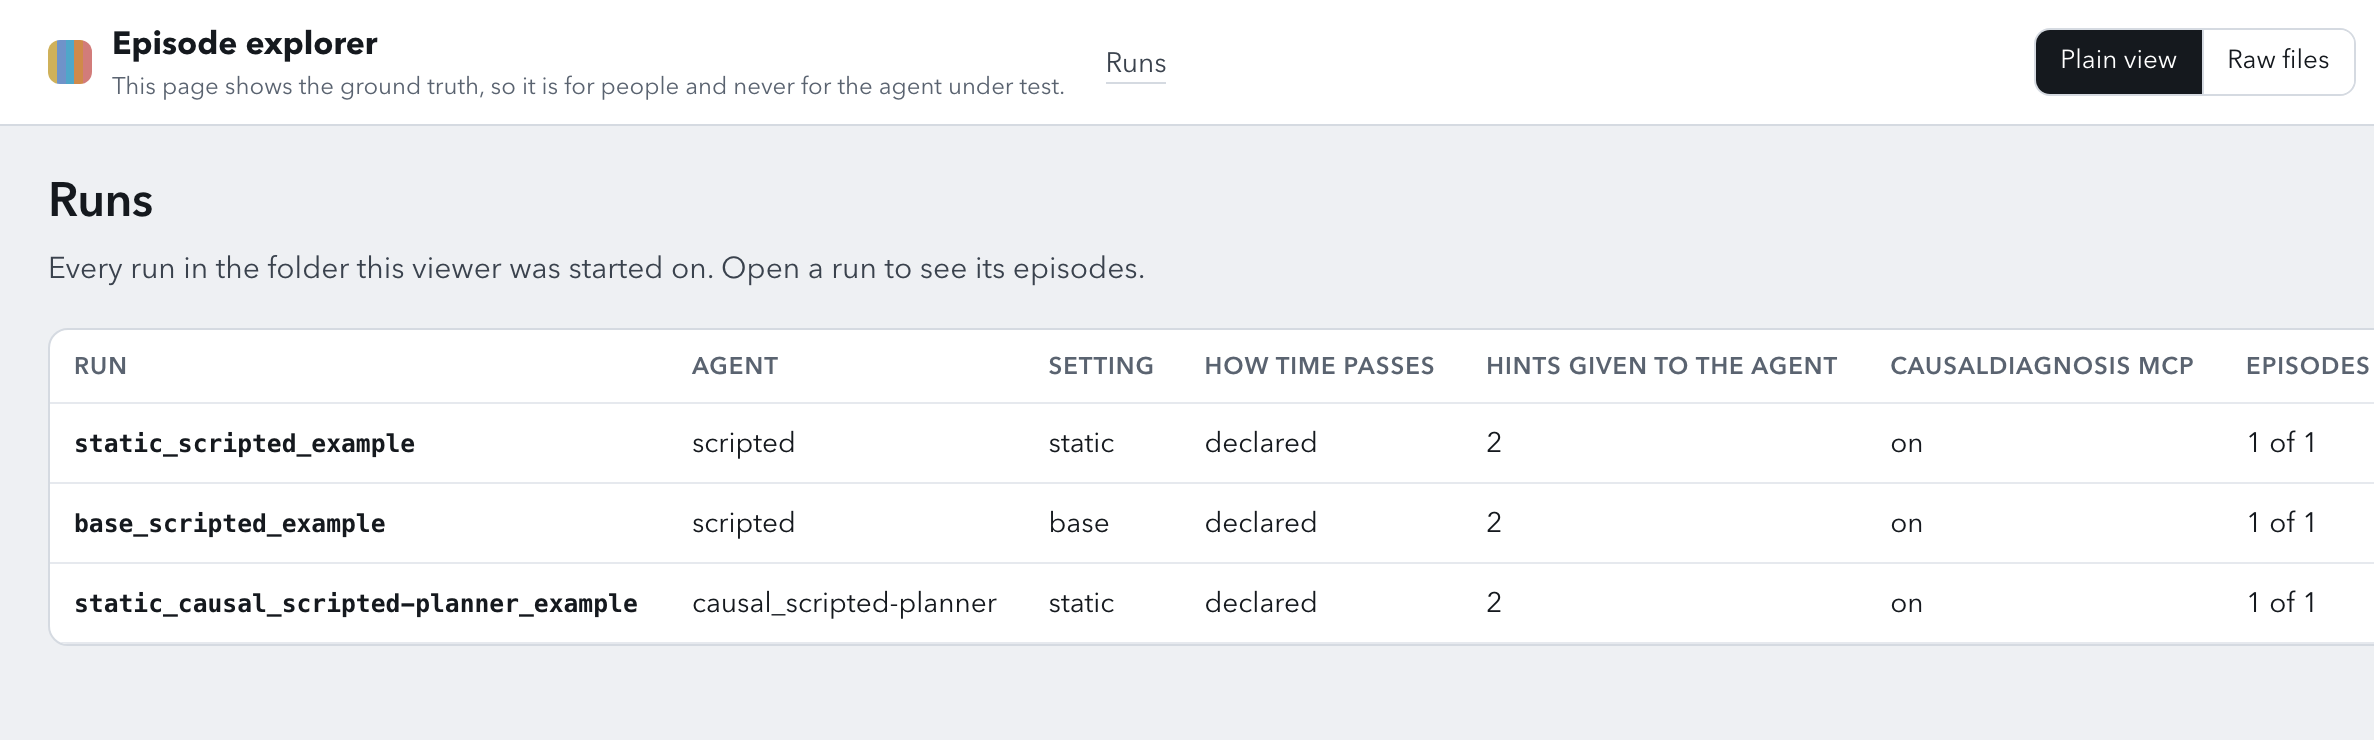 Episode explorer
This page shows the ground truth, so it is for people and never for the agent under test.
Runs
Plain view
Raw files
Runs
Every run in the folder this viewer was started on. Open a run to see its episodes.
RUN AGENT SETTING HOW TIME PASSES HINTS GIVEN TO THE AGENT CAUSALDIAGNOSIS MCP EPISODES
static_scripted_example scripted static declared 2 on 1 of 1
base_scripted_example scripted base declared 2 on 1 of 1
static_causal_scripted-planner_example causal_scripted-planner static declared 2 on 1 of 1